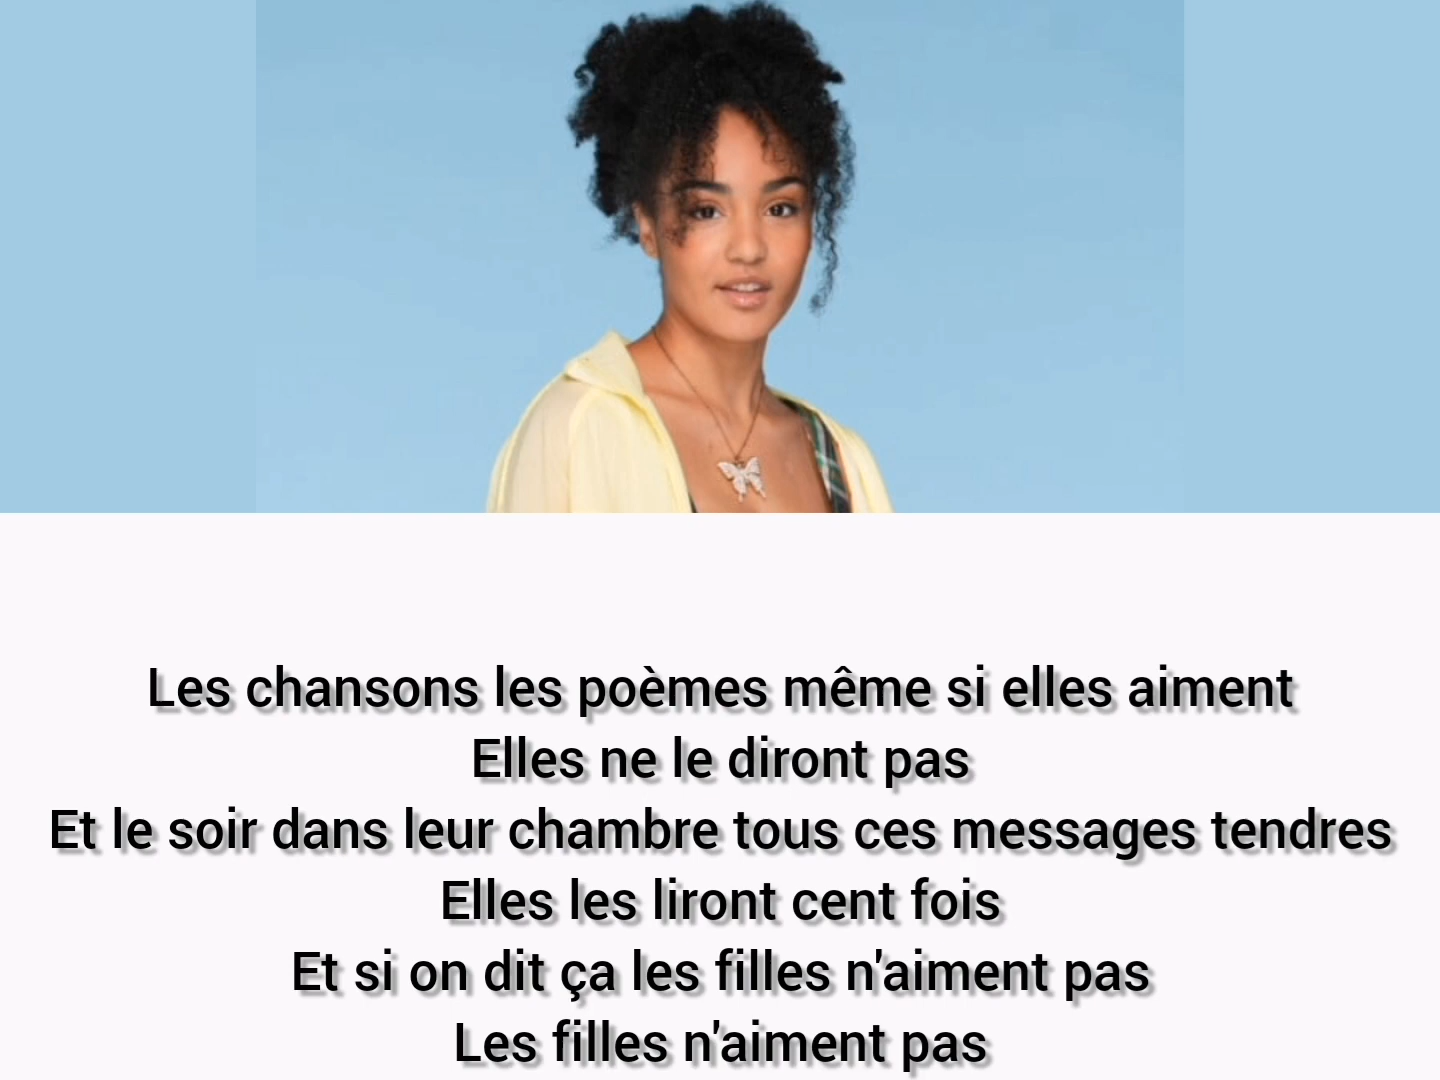 Les chansons les poèmes même si elles aiment
Elles ne le diront pas
Et le soir dans leur chambre tous ces messages tendres
Elles les liront cent fois
Et si on dit ça les filles n'aiment pas
Les filles n'aiment pas